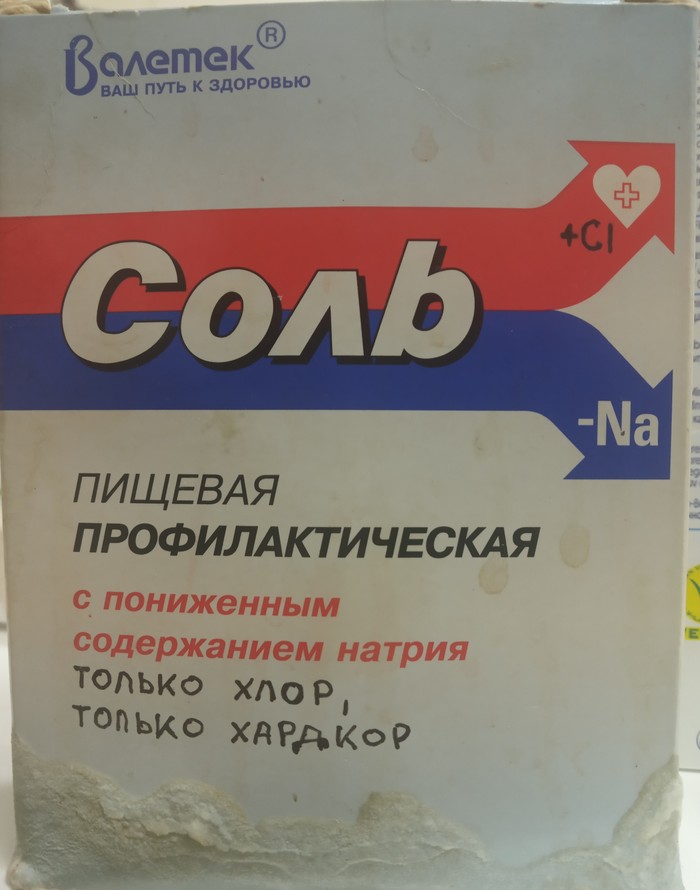 Валетек®
ВАШ ПУТЬ К ЗДОРОВЬЮ
+Cl
Соль
-Na
ПИЩЕВАЯ
ПРОФИЛАКТИЧЕСКАЯ
с пониженным
содержанием натрия
ТОЛЬКО ХЛОР,
ТОЛЬКО ХАРДКОР